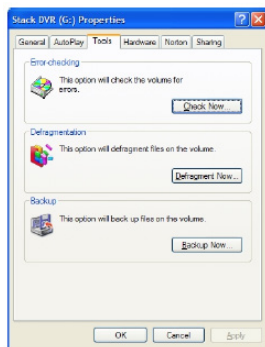 Stack DVR (G:) Properties
General AutoPlay Tools Hardware Norton Sharing
Error-checking
This option will check the volume for
errors.
Check Now...
Defragmentation
This option will defragment files on the volume.
Defragment Now...
Backup
This option will back up files on the volume.
Backup Now...
OK Cancel Apply